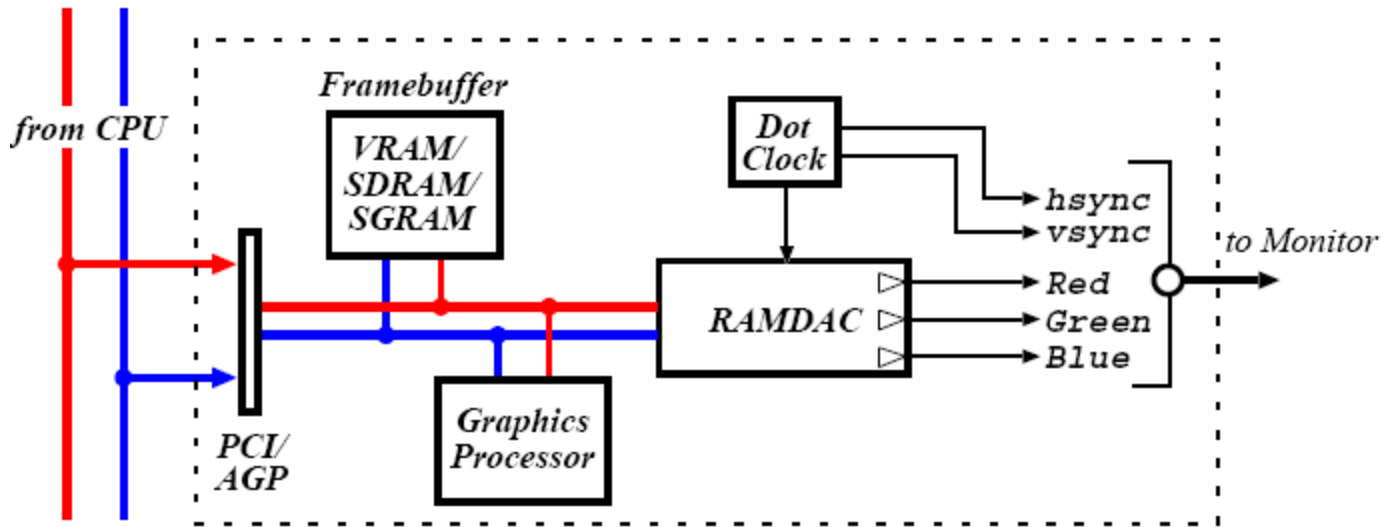 Framebuffer
from CPU
VRAM/
SDRAM/
SGRAM
Dot
Clock
hsync
vsync
to Monitor
Red
RAMDAC
Green
Blue
PCI/
AGP
Graphics
Processor